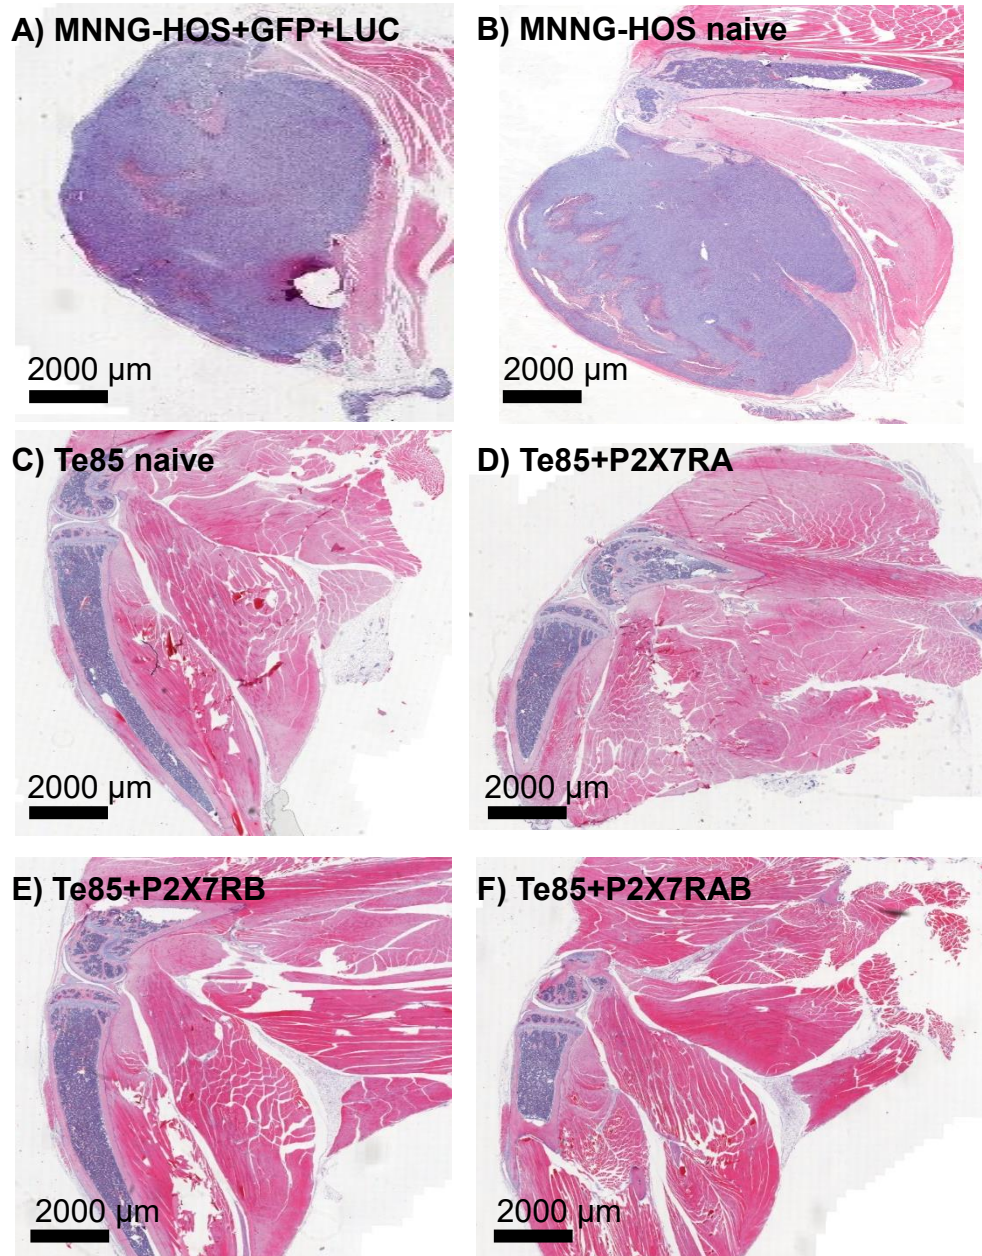 A) MNNG-HOS+GFP+LUC
B) MNNG-HOS naive
2000 µm
2000 µm
C) Te85 naive
D) Te85+P2X7RA
2000 µm
2000 µm
E) Te85+P2X7RB
F) Te85+P2X7RAB
2000 µm
2000 µm